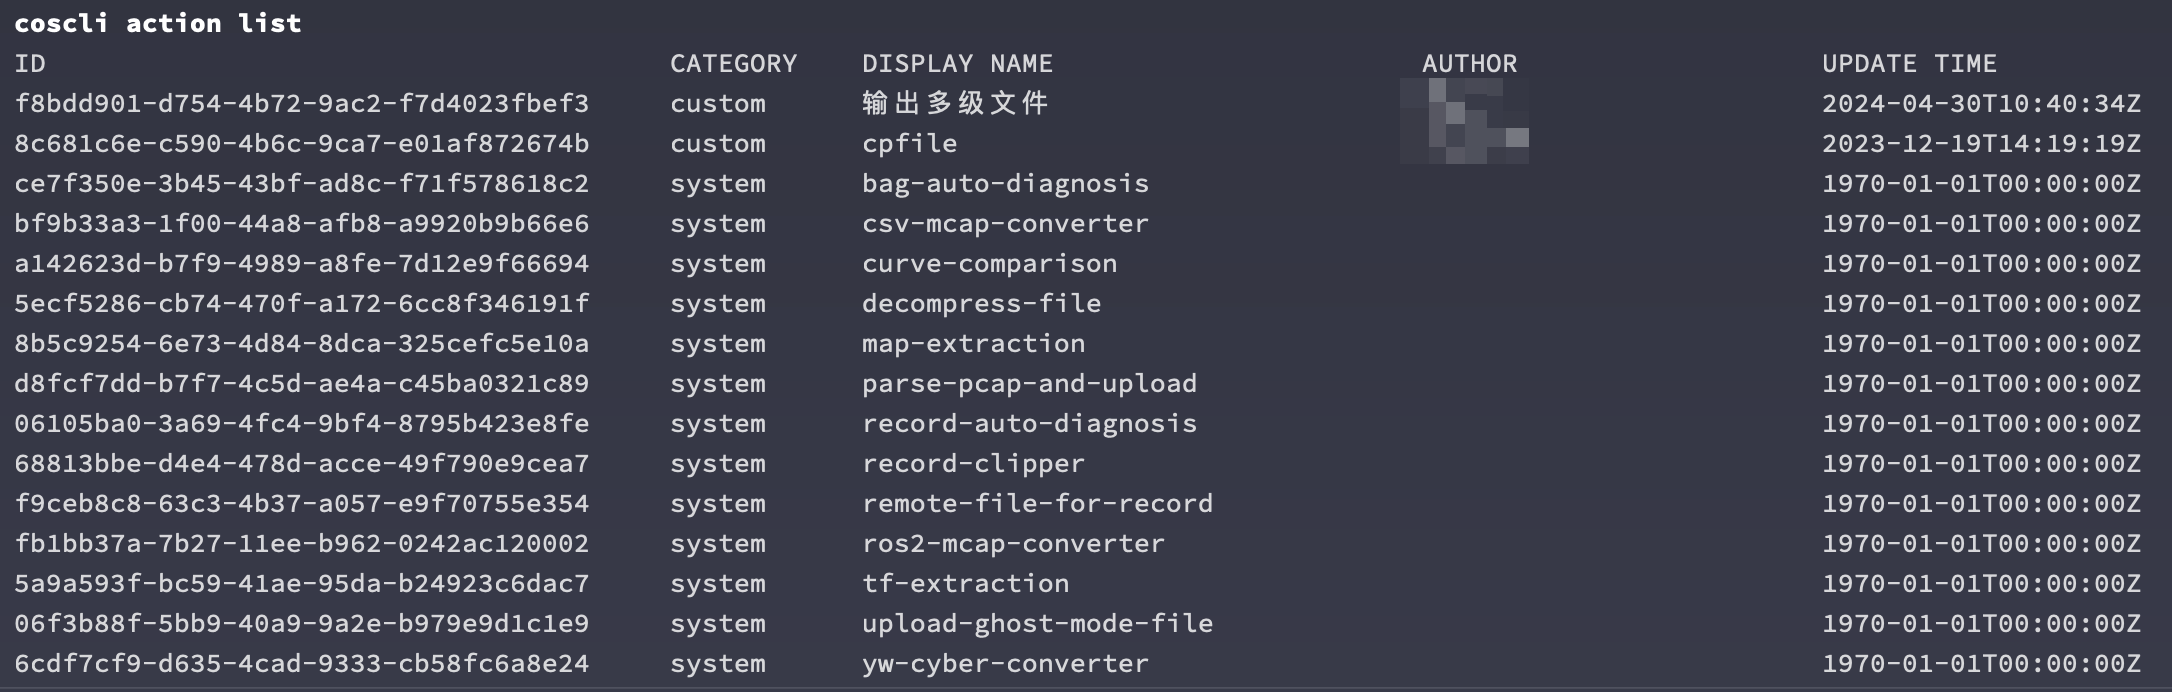 coscli action list
ID CATEGORY DISPLAY NAME AUTHOR UPDATE TIME
f8bdd901-d754-4b72-9ac2-f7d4023fbef3 custom 输出多级文件 2024-04-30T10:40:34Z
8c681c6e-c590-4b6c-9ca7-e01af872674b custom cpfile 2023-12-19T14:19:19Z
ce7f350e-3b45-43bf-ad8c-f71f578618c2 system bag-auto-diagnosis 1970-01-01T00:00:00Z
bf9b33a3-1f00-44a8-afb8-a9920b9b66e6 system csv-mcap-converter 1970-01-01T00:00:00Z
a142623d-b7f9-4989-a8fe-7d12e9f66694 system curve-comparison 1970-01-01T00:00:00Z
5ecf5286-cb74-470f-a172-6cc8f346191f system decompress-file 1970-01-01T00:00:00Z
8b5c9254-6e73-4d84-8dca-325cefc5e10a system map-extraction 1970-01-01T00:00:00Z
d8fcf7dd-b7f7-4c5d-ae4a-c45ba0321c89 system parse-pcap-and-upload 1970-01-01T00:00:00Z
06105ba0-3a69-4fc4-9bf4-8795b423e8fe system record-auto-diagnosis 1970-01-01T00:00:00Z
68813bbe-d4e4-478d-acce-49f790e9cea7 system record-clipper 1970-01-01T00:00:00Z
f9ceb8c8-63c3-4b37-a057-e9f70755e354 system remote-file-for-record 1970-01-01T00:00:00Z
fb1bb37a-7b27-11ee-b962-0242ac120002 system ros2-mcap-converter 1970-01-01T00:00:00Z
5a9a593f-bc59-41ae-95da-b24923c6dac7 system tf-extraction 1970-01-01T00:00:00Z
06f3b88f-5bb9-40a9-9a2e-b979e9d1c1e9 system upload-ghost-mode-file 1970-01-01T00:00:00Z
6cdf7cf9-d635-4cad-9333-cb58fc6a8e24 system yw-cyber-converter 1970-01-01T00:00:00Z